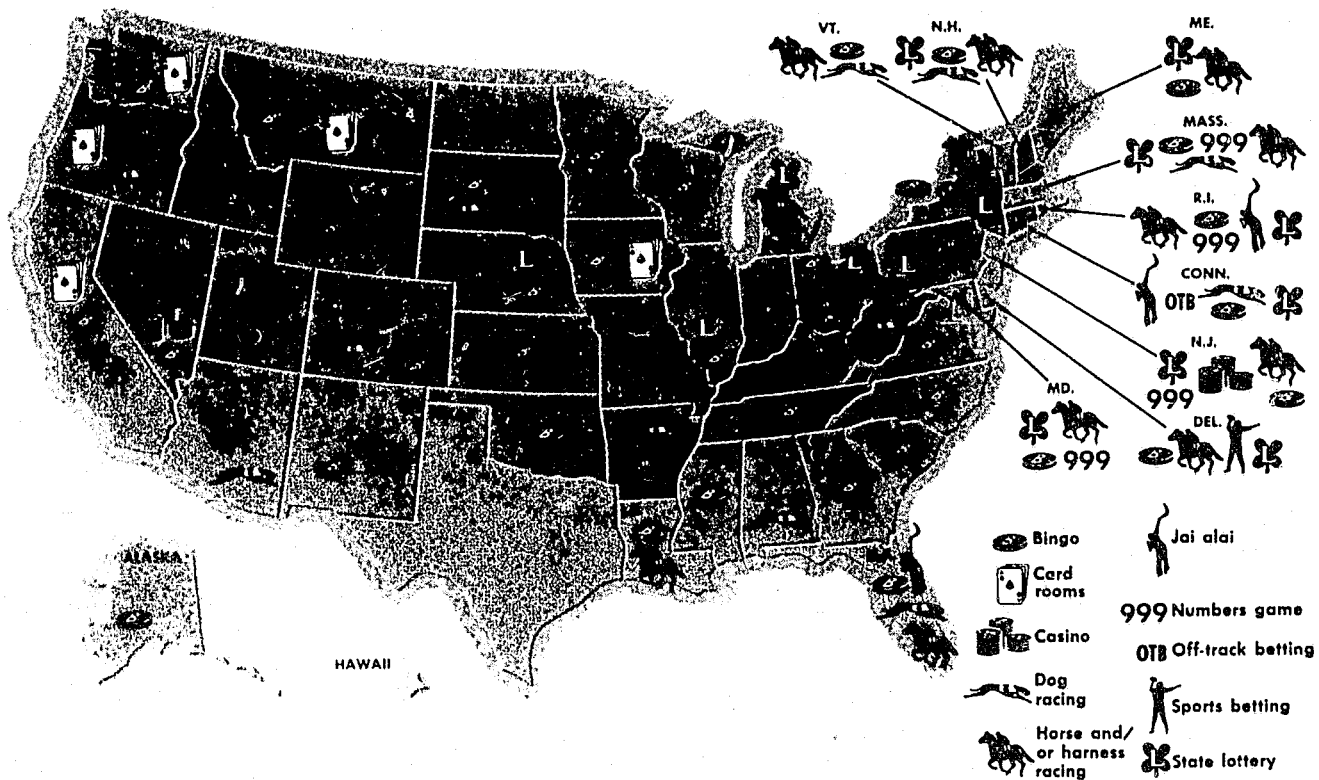 VT.
N.H.
L
ME.
L
MASS.
999
L
R.I.
999
L
CONN.
OTB
L
N.J.
L
999
MD.
L
999
DEL.
L
L
L
L
L
L
L
ALASKA
HAWAII
Bingo
Card
rooms
Casino
Dog
racing
Horse and/
or harness
racing
Jai alai
999 Numbers game
OTB Off-track betting
Sports betting
L State lottery